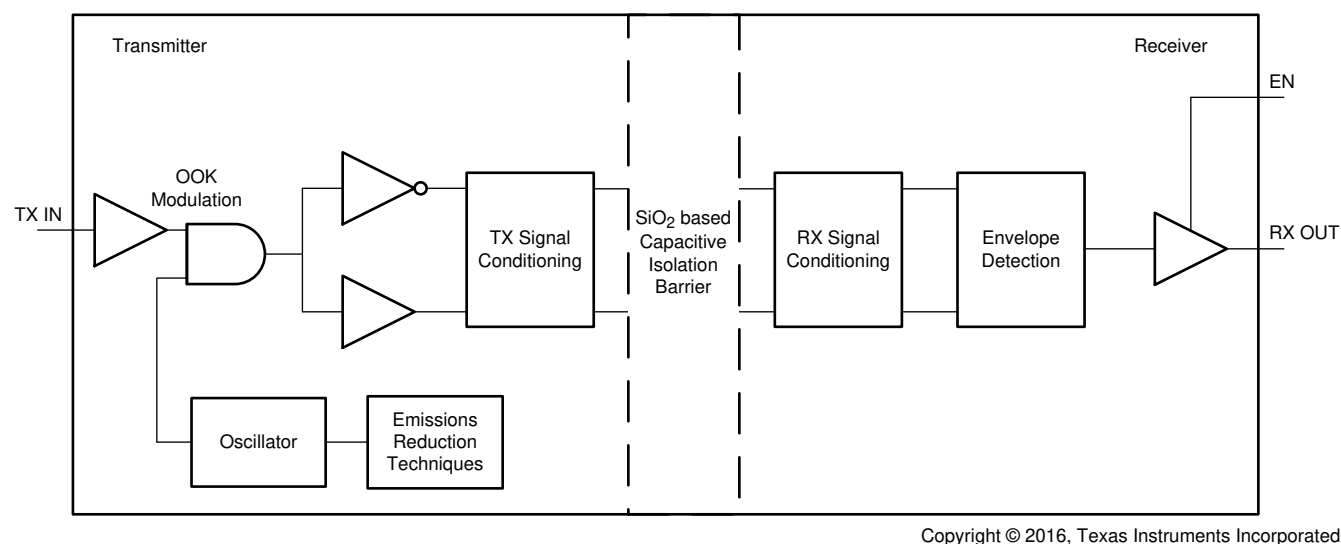 Transmitter
Receiver
EN
OOK
Modulation
TX IN
TX Signal
Conditioning
SiO2 based
Capacitive
Isolation
Barrier
RX Signal
Conditioning
Envelope
Detection
RX OUT
Oscillator
Emissions
Reduction
Techniques
Copyright © 2016, Texas Instruments Incorporated